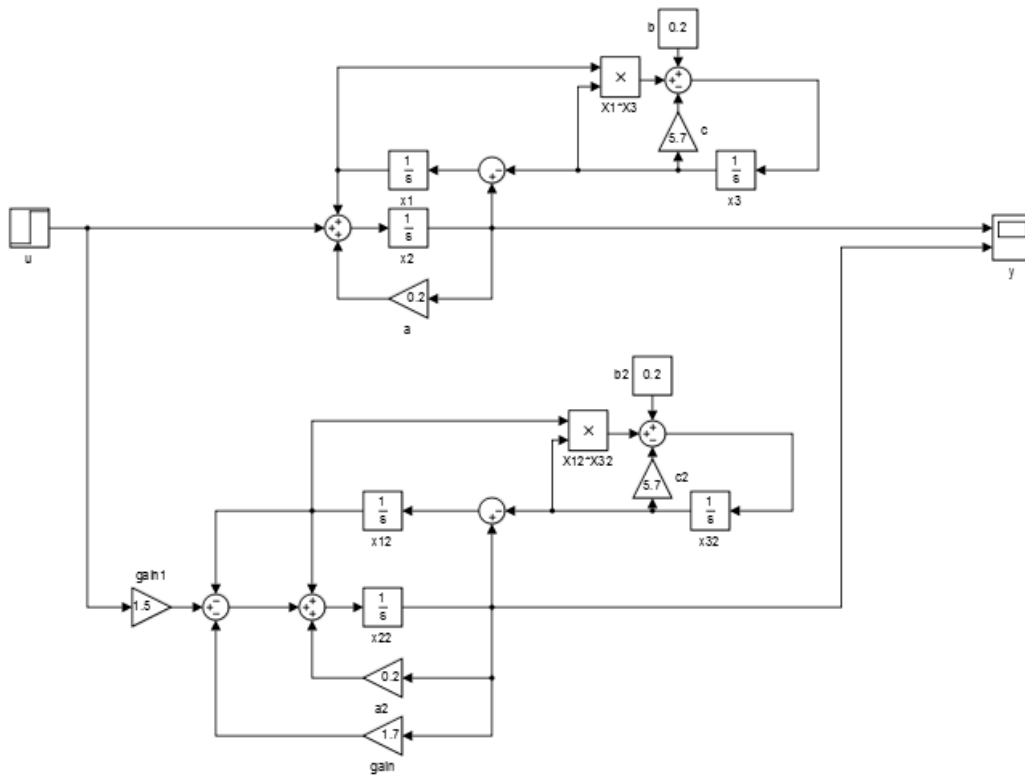 b
0.2
×
+
+
−
X1*X3
5.7
c
1
s
x1
−
+
1
s
x3
u
+
+
+
1
s
x2
y
0.2
a
b2
0.2
×
+
+
−
X12*X32
5.7
c2
1
s
x12
−
+
1
s
x32
gain1
1.5
−
+
−
+
+
+
1
s
x22
0.2
a2
1.7
gain